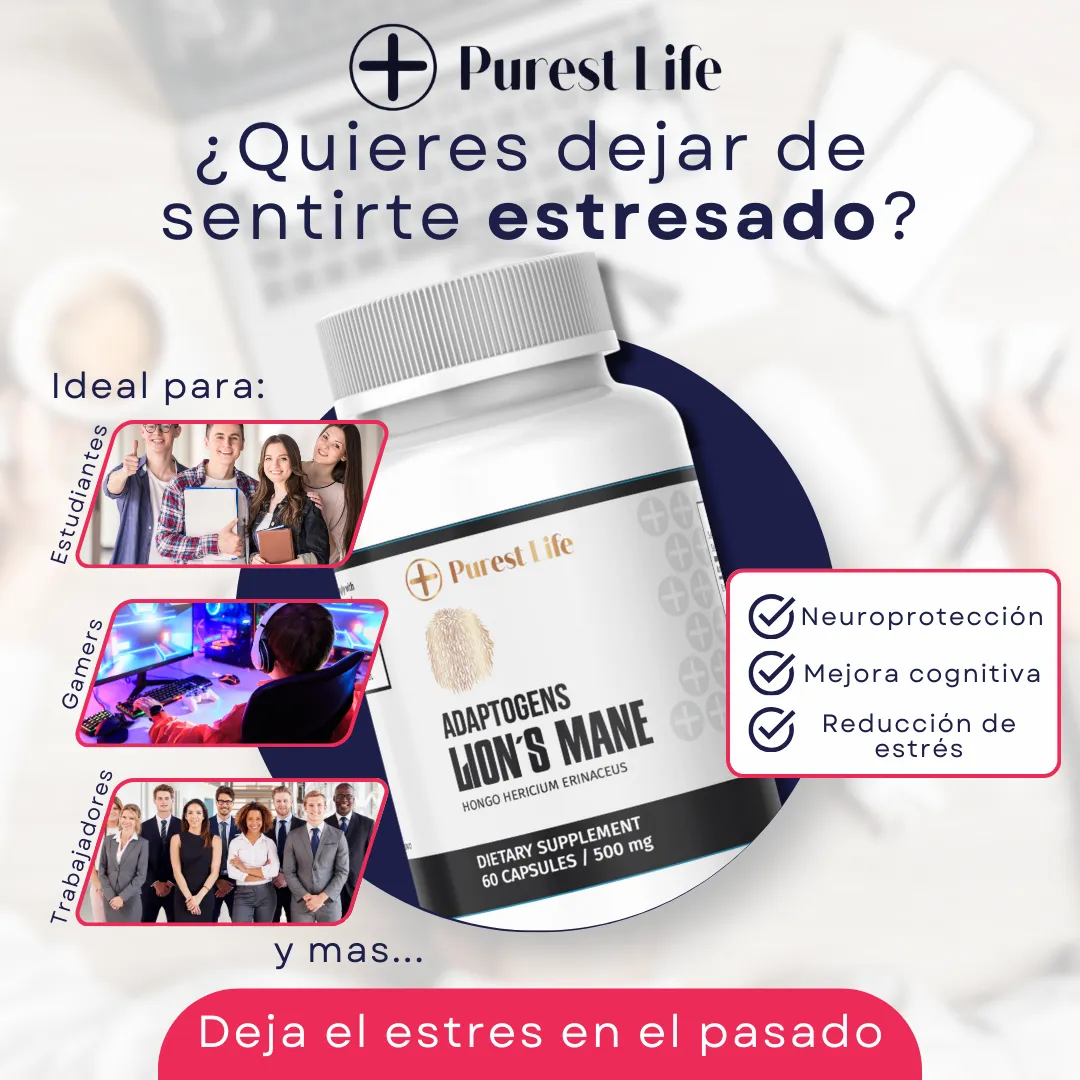 Purest Life
¿Quieres dejar de
sentirte estresado?
Ideal para:
Estudiantes
Gamers
Trabajadores
y mas...
Purest Life
ADAPTOGENS
LION´S MANE
HONGO HERICIUM ERINACEUS
DIETARY SUPPLEMENT
60 CAPSULES / 500 mg
Neuroprotección
Mejora cognitiva
Reducción de
estrés
Deja el estres en el pasado